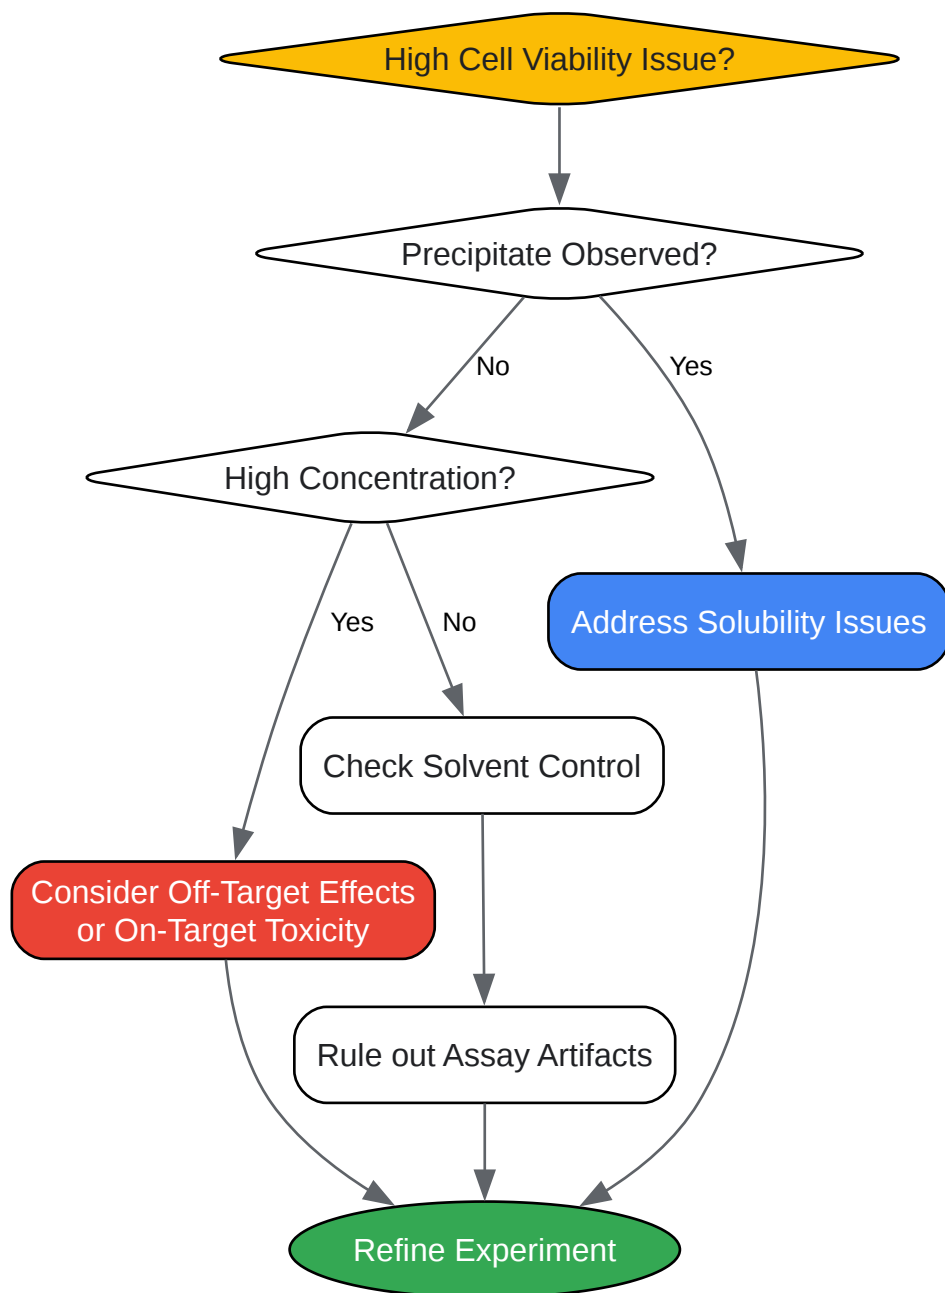 High Cell Viability Issue?
Precipitate Observed?
No
Yes
High Concentration?
Yes
No
Address Solubility Issues
Check Solvent Control
Consider Off-Target Effects
or On-Target Toxicity
Rule out Assay Artifacts
Refine Experiment